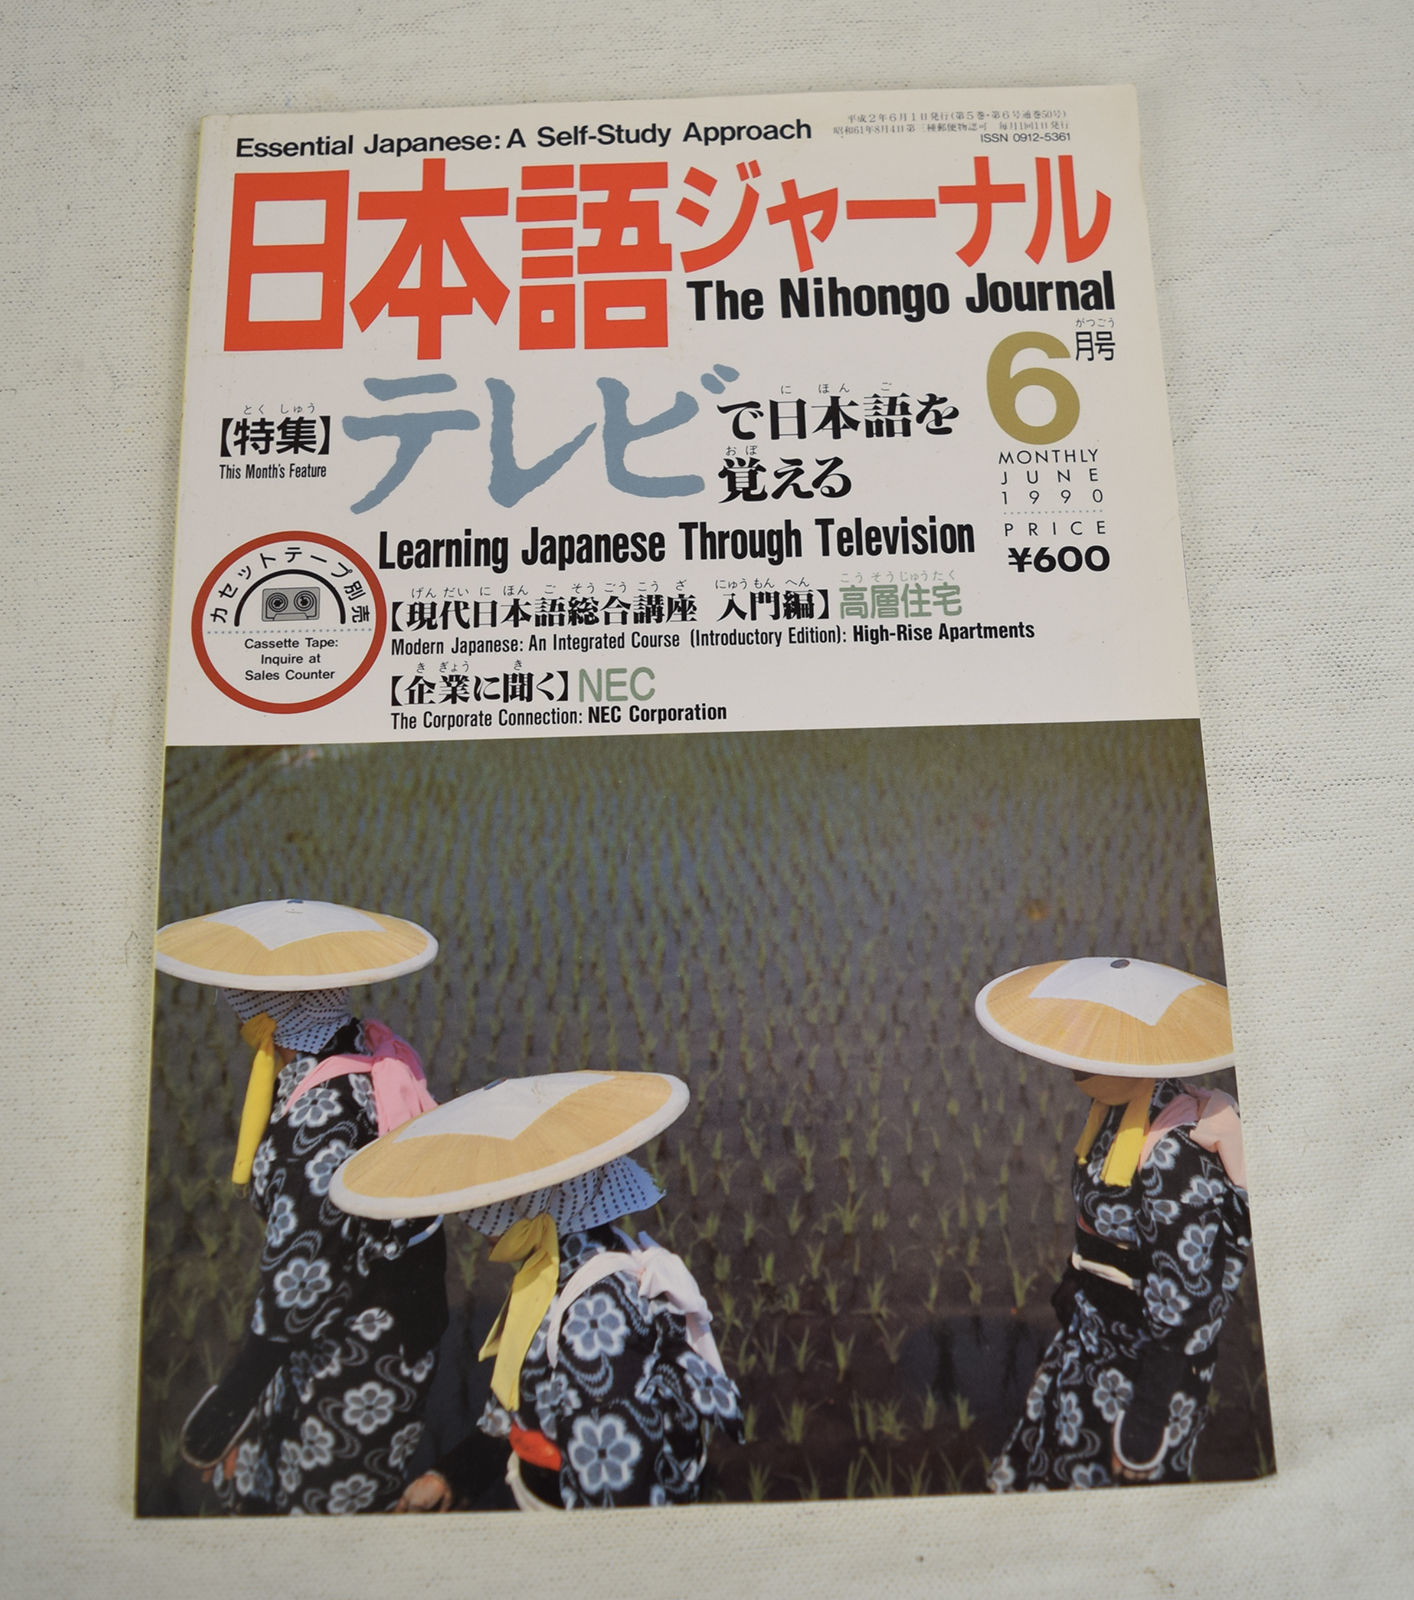 Essential Japanese: A Self-Study Approach
平成2年6月1日発行(第5巻・第6号通巻50号)
昭和61年8月4日第三種郵便物認可 毎月1回1日発行
ISSN 0912-5361
日本語ジャーナル
The Nihongo Journal
がつごう
6月号
MONTHLY
JUNE
1990
PRICE
¥600
とくしゅう
【特集】
This Month's Feature
にほんご
テレビで日本語を
おぼ
覚える
Learning Japanese Through Television
カセットテープ別売
Cassette Tape:
Inquire at
Sales Counter
げんだいにほんごそうごうこうざ にゅうもんへん こうそうじゅうたく
【現代日本語総合講座 入門編】高層住宅
Modern Japanese: An Integrated Course (Introductory Edition): High-Rise Apartments
きぎょう き
【企業に聞く】NEC
The Corporate Connection: NEC Corporation